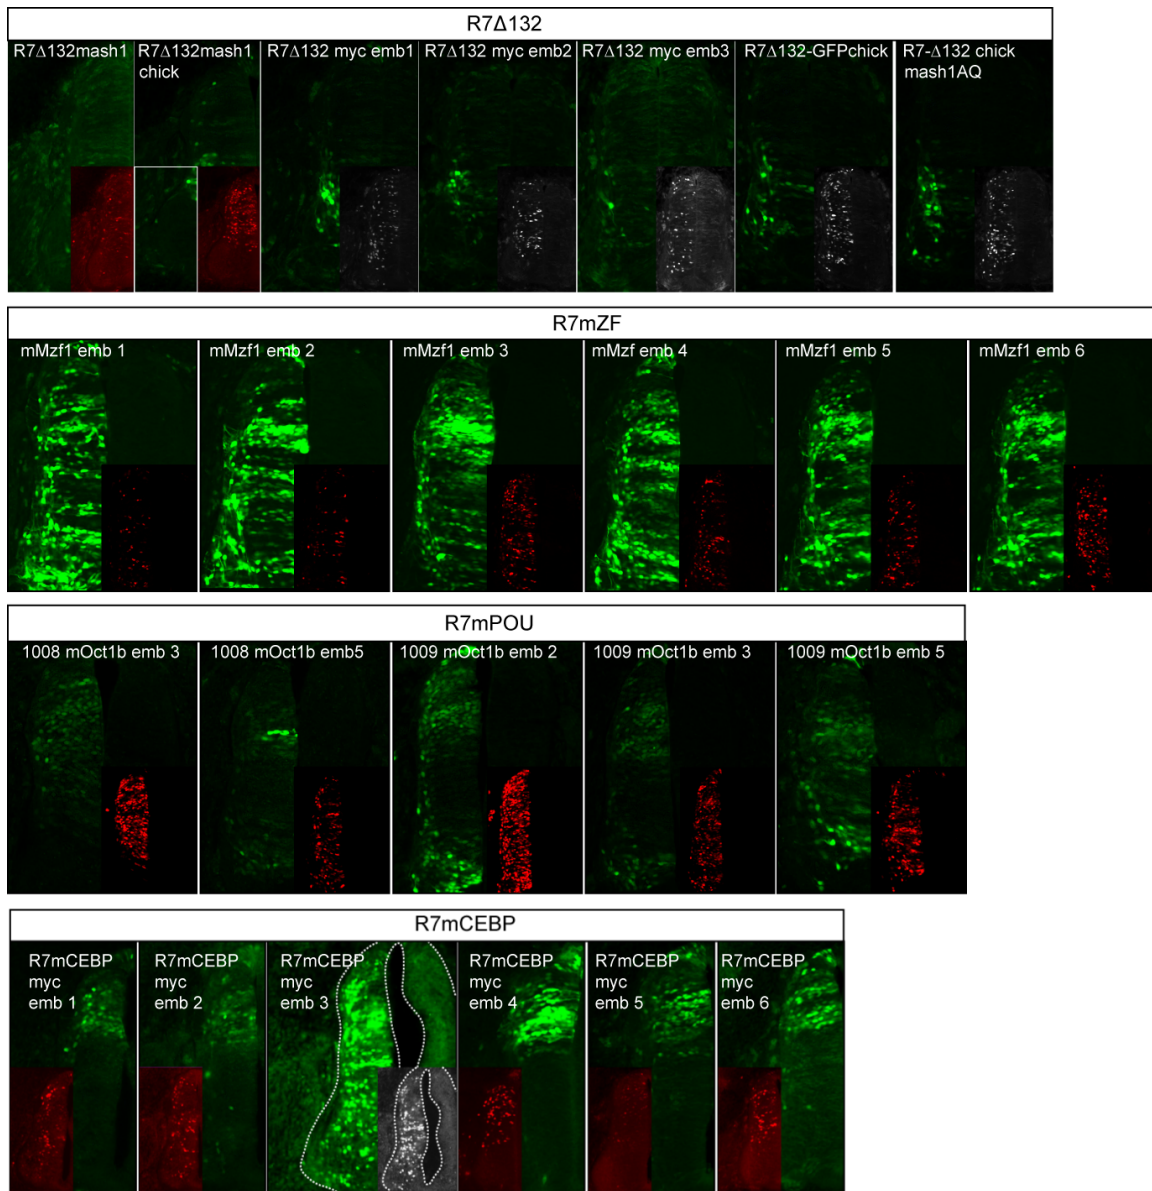 R7Δ132
R7Δ132mash1
R7Δ132mash1
chick
R7Δ132 myc emb1
R7Δ132 myc emb2
R7Δ132 myc emb3
R7Δ132-GFPchick
R7-Δ132 chick
mash1AQ
R7mZF
mMzf1 emb 1
mMzf1 emb 2
mMzf1 emb 3
mMzf emb 4
mMzf1 emb 5
mMzf1 emb 6
R7mPOU
1008 mOct1b emb 3
1008 mOct1b emb5
1009 mOct1b emb 2
1009 mOct1b emb 3
1009 mOct1b emb 5
R7mCEBP
R7mCEBP
myc
emb 1
R7mCEBP
myc
emb 2
R7mCEBP
myc
emb 3
R7mCEBP
myc
emb 4
R7mCEBP
myc
emb 5
R7mCEBP
myc
emb 6